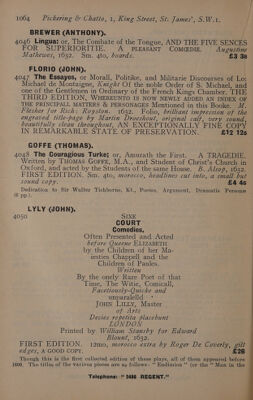 1064 Pickering & Chatto, 1, King Street, St. James', S.W.1.
BREWER (ANTHONY).
4046 Lingua: or, The Combate of the Tongue, AND THE FIVE SENCES
FOR SUPERIORITIE. A PLEASANT COMŒDIE. Augustine
Mathewes, 1632. Sm. 4to, boards. £3 3s
FLORIO (JOHN).
4047 The Essayes, or Morall, Politike, and Militarie Discourses of Lo:
Michael de Montaigne, Knight Of the noble Order of S. Michael, and
one of the Gentlemen in Ordinary of the French Kings Chamber. THE
THIRD EDITION, WHEREUNTO IS NOW NEWLY ADDED AN INDEX OF
THE PRINCIPAL MATTERS & PERSONAGES Mentioned in this Booke. M.
Flesher for Rich: Royston. 1632. Folio, brilliant impression of the
engraved title-page by Martin Droeshout, original calf, very sound,
beautifully clean throughout, AN EXCEPTIONALLY FINE COPY
IN REMARKABLE STATE OF PRESERVATION. £12 12s
GOFFE (THOMAS).
4048 The Couragious Turke; or, Amurath the First. A TRAGEDIE.
Written by THOMAS GOFFE, M.A., and Student of Christ's Church in
Oxford, and acted by the Students of the same House. B. Alsop, 1632.
FIRST EDITION. Sm. 4to, morocco, headlines cut into, a small but
sound copy. £4 4s
Dedication to Sir Walter Tichborne, Kt., Poems, Argument, Dramatis Personæ
LYLY (JOHN).
4050 SIXE
COURT
Comedies,
Often Presented and Acted
before Queene ELIZABETH
by the Children of her Ma-
iesties Chappell and the
Children of Paules.
Written
By the onely Rare Poet of that
Time, The Witie, Comicall,
Facetiously-Quicke and
unparalelld
JOHN LILLY, Master
of Arts
Decies repetita placebunt
LONDON
Printed by William Stansby for Edward
Blount, 1632.
FIRST EDITION. 12mo, morocco extra by Roger De Coverly, gilt
edges, A GOOD COPY. £26
Though this is the first collected edition of these plays, all of them appeared before
1600. The titles of the various pieces are as follows: "Endimion" (or the "Man in the
Telephone: " REGENT."